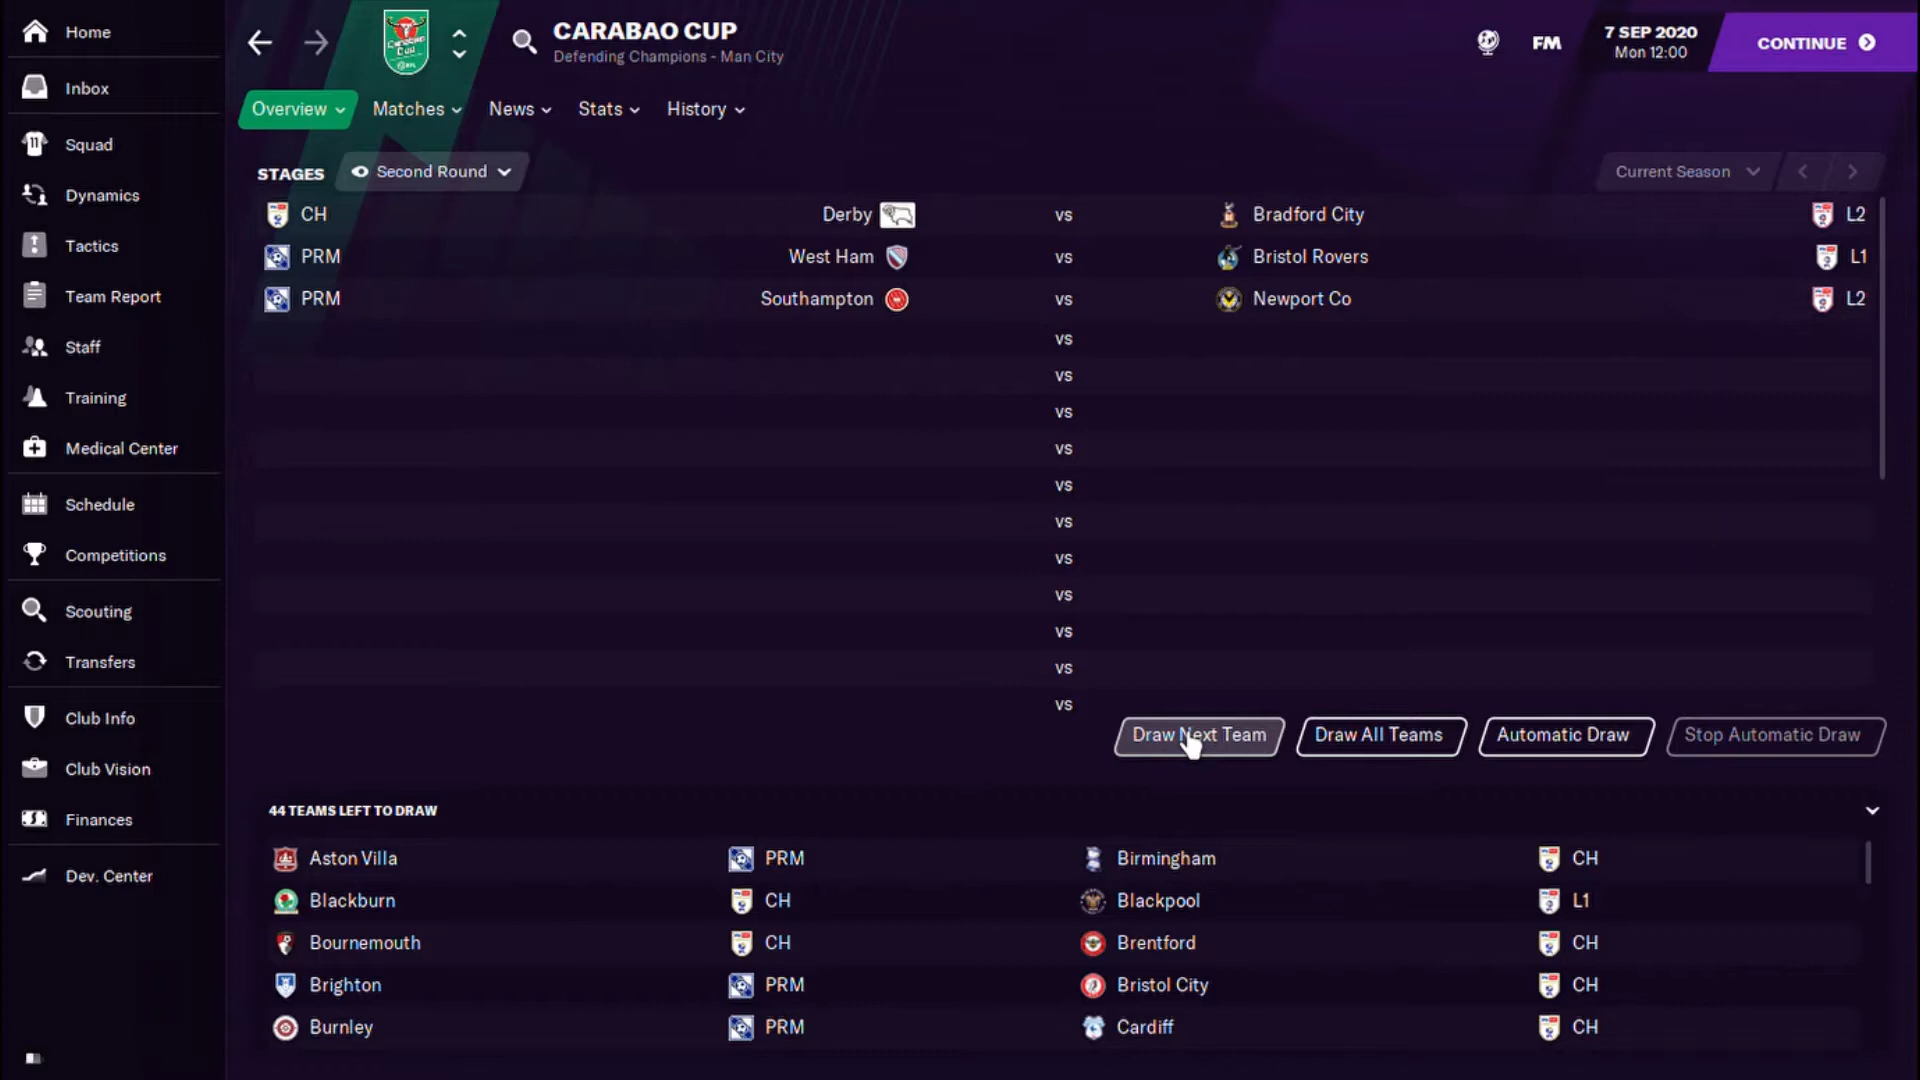 Home
Inbox
Squad
Dynamics
Tactics
Team Report
Staff
Training
Medical Center
Schedule
Competitions
Scouting
Transfers
Club Info
Club Vision
Finances
Dev. Center
CARABAO CUP
Defending Champions - Man City
FM
7 SEP 2020
Mon 12:00
CONTINUE
Overview
Matches
News
Stats
History
STAGES
Second Round
Current Season
CH Derby vs Bradford City L2
PRM West Ham vs Bristol Rovers L1
PRM Southampton vs Newport Co L2
vs
vs
vs
vs
vs
vs
vs
vs
vs
vs
vs
Draw Next Team
Draw All Teams
Automatic Draw
Stop Automatic Draw
44 TEAMS LEFT TO DRAW
Aston Villa PRM Birmingham CH
Blackburn CH Blackpool L1
Bournemouth CH Brentford CH
Brighton PRM Bristol City CH
Burnley PRM Cardiff CH